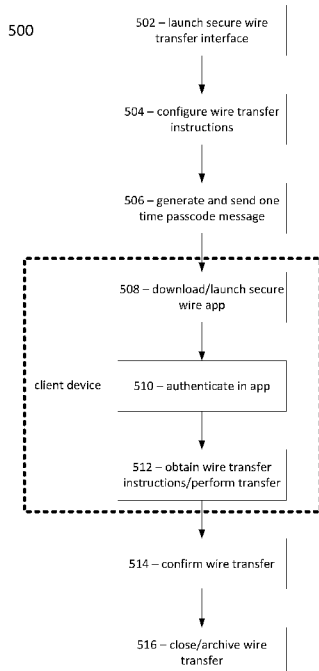 500
502 – launch secure wire
transfer interface
504 – configure wire transfer
instructions
506 – generate and send one
time passcode message
508 – download/launch secure
wire app
client device
510 – authenticate in app
512 – obtain wire transfer
instructions/perform transfer
514 – confirm wire transfer
516 – close/archive wire
transfer